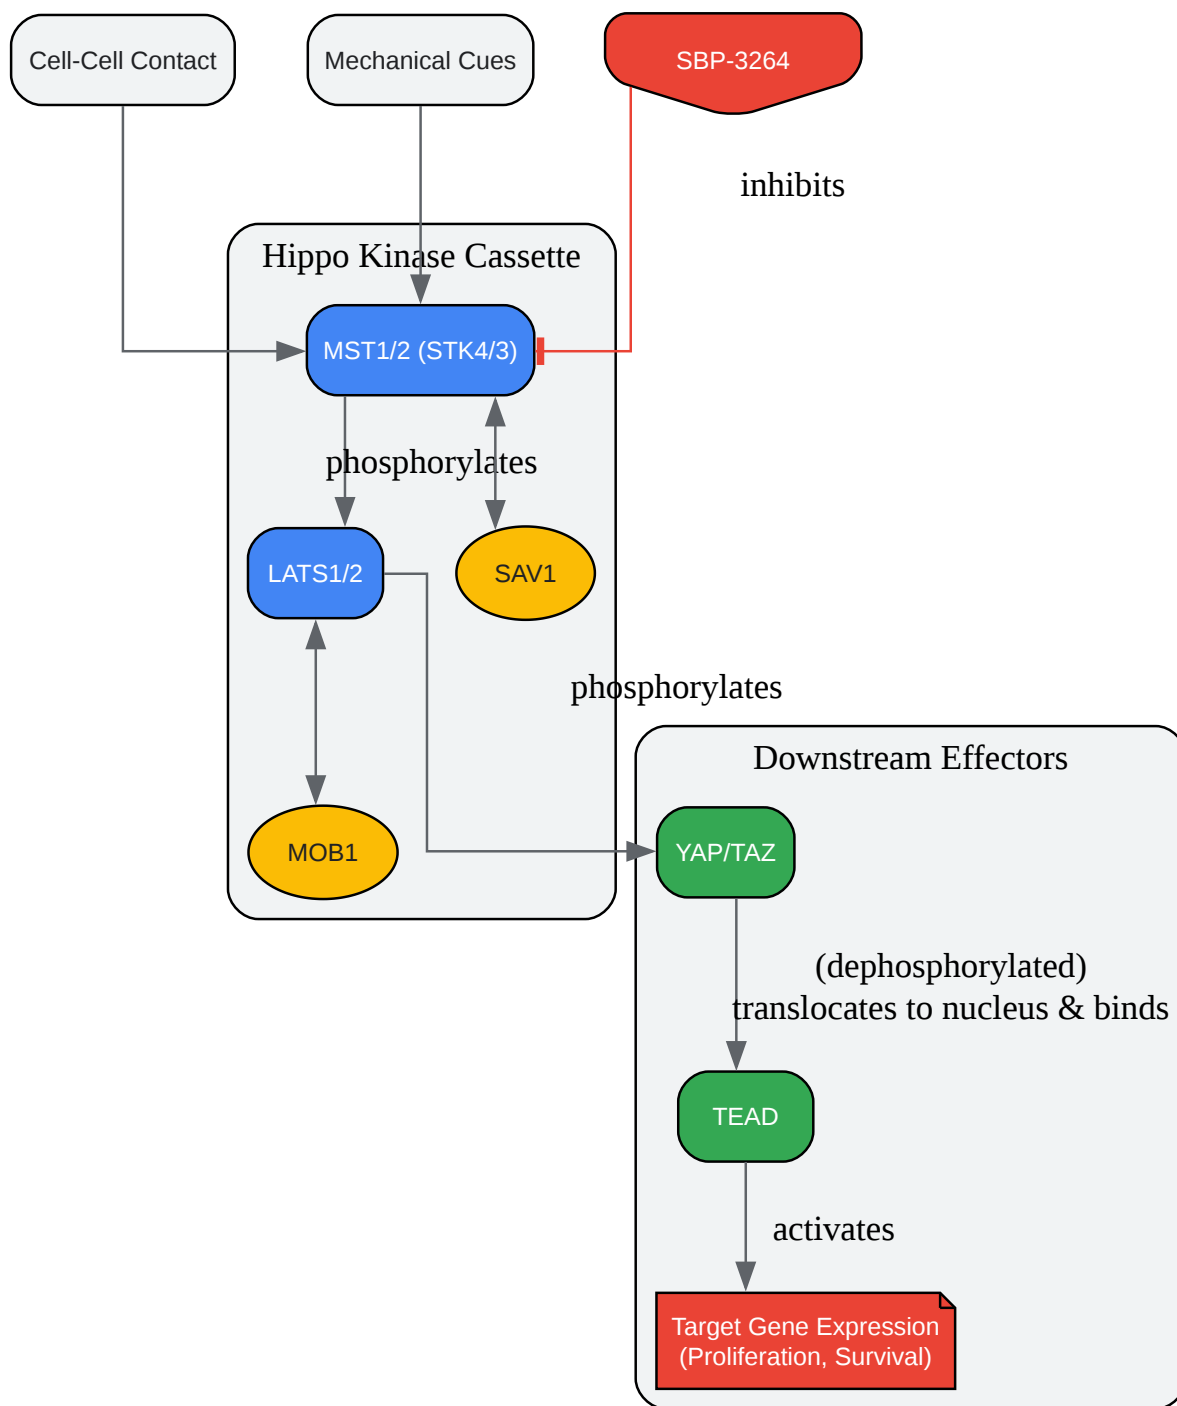 Cell-Cell Contact
Mechanical Cues
SBP-3264
inhibits
Hippo Kinase Cassette
MST1/2 (STK4/3)
phosphorylates
LATS1/2
SAV1
phosphorylates
Downstream Effectors
MOB1
YAP/TAZ
(dephosphorylated)
translocates to nucleus & binds
TEAD
activates
Target Gene Expression
(Proliferation, Survival)